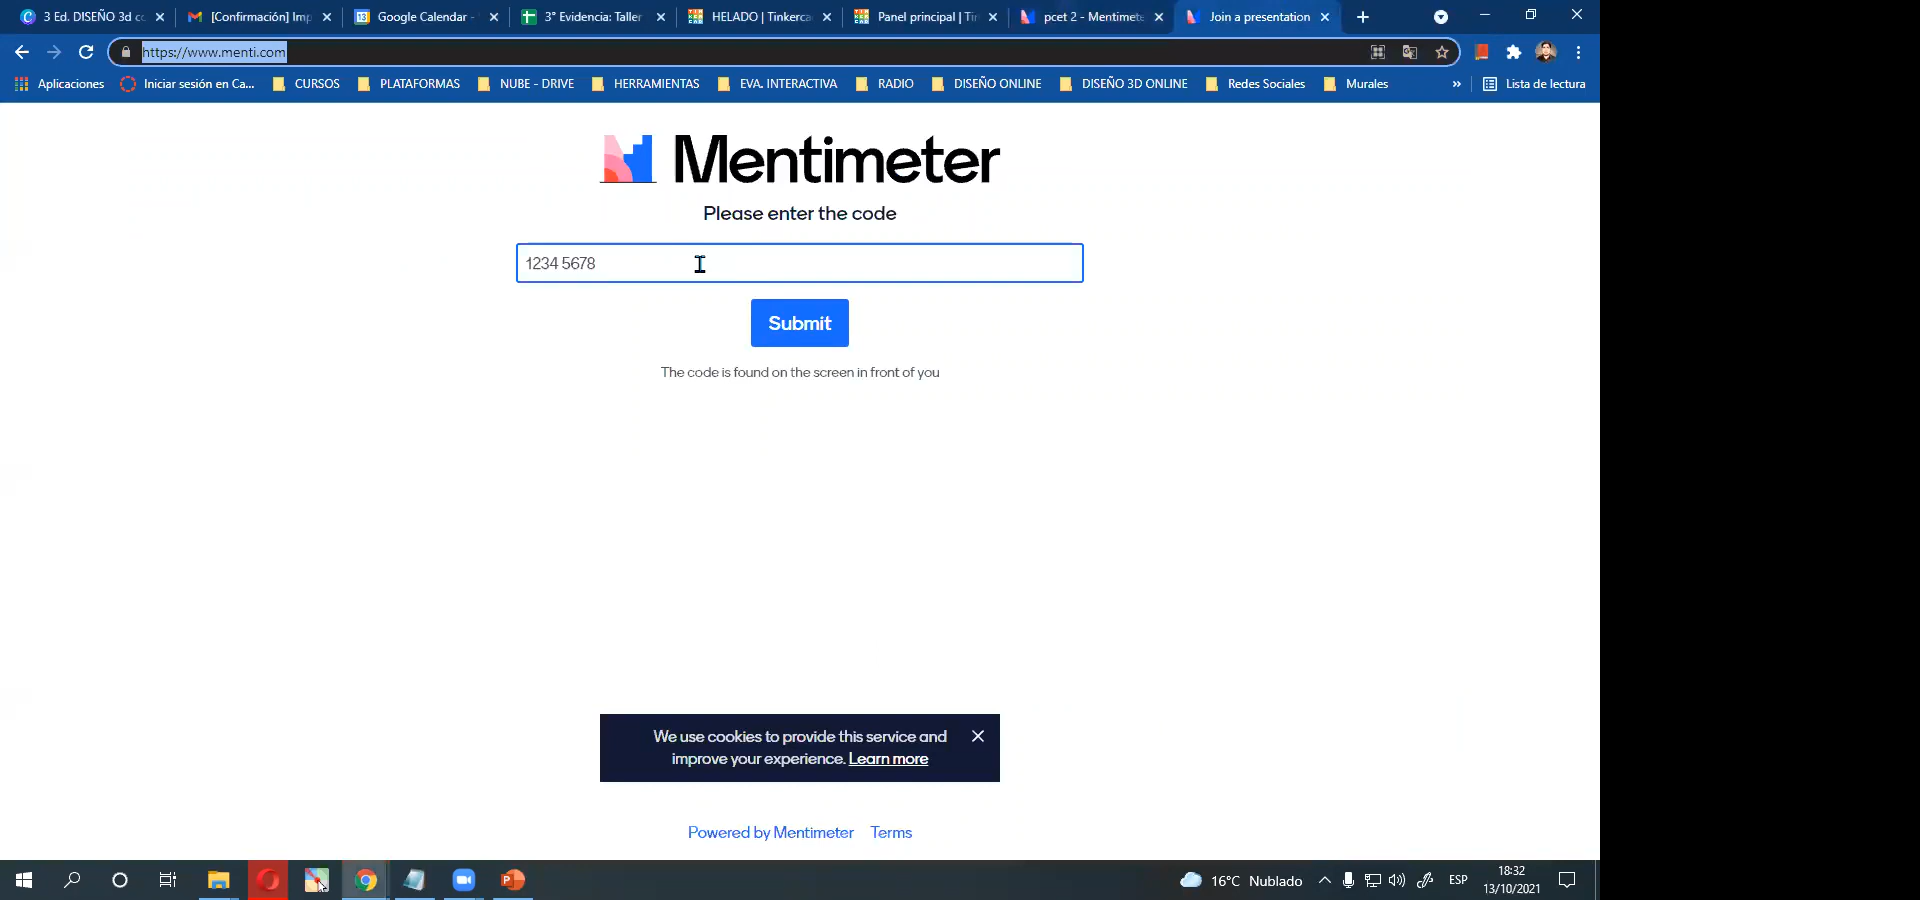 3 Ed. DISEÑO 3d co
[Confirmación] Imp
Google Calendar -
3° Evidencia: Taller
HELADO | Tinkerca
Panel principal | Tin
pcet 2 - Mentimete
Join a presentation
https://www.menti.com
Aplicaciones
Iniciar sesión en Ca...
CURSOS
PLATAFORMAS
NUBE - DRIVE
HERRAMIENTAS
EVA. INTERACTIVA
RADIO
DISEÑO ONLINE
DISEÑO 3D ONLINE
Redes Sociales
Murales
»
Lista de lectura
Mentimeter
Please enter the code
1234 5678
Submit
The code is found on the screen in front of you
We use cookies to provide this service and
improve your experience. Learn more
Powered by Mentimeter Terms
16°C Nublado
ESP
18:32
13/10/2021